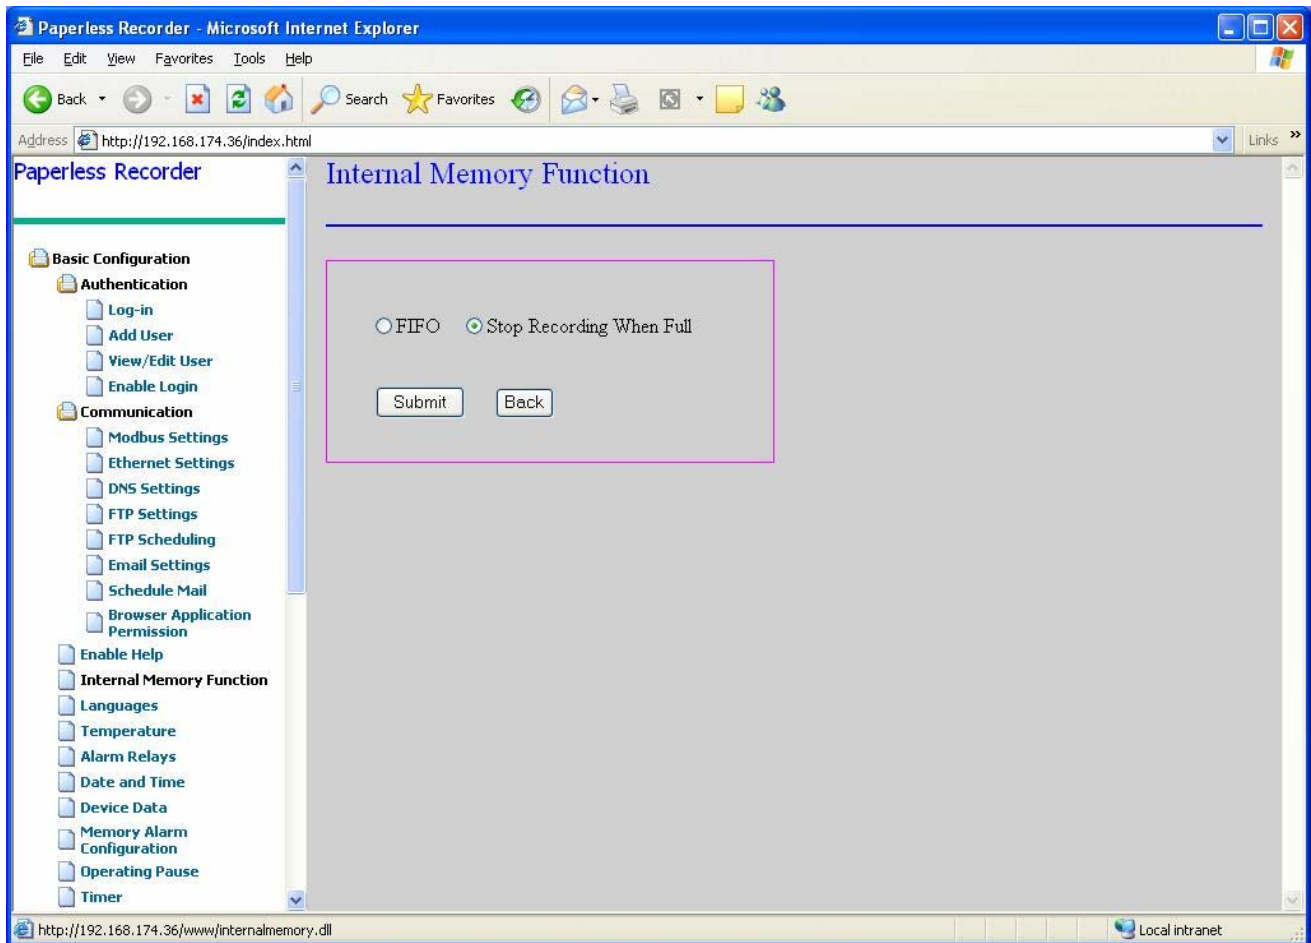 Paperless Recorder - Microsoft Internet Explorer
File Edit View Favorites Tools Help
Back Search Favorites
Address http://192.168.174.36/index.html Links »
Paperless Recorder
Basic Configuration
Authentication
Log-in
Add User
View/Edit User
Enable Login
Communication
Modbus Settings
Ethernet Settings
DNS Settings
FTP Settings
FTP Scheduling
Email Settings
Schedule Mail
Browser Application
Permission
Enable Help
Internal Memory Function
Languages
Temperature
Alarm Relays
Date and Time
Device Data
Memory Alarm
Configuration
Operating Pause
Timer
Internal Memory Function
FIFO Stop Recording When Full
Submit Back
http://192.168.174.36/www/internalmemory.dll Local intranet